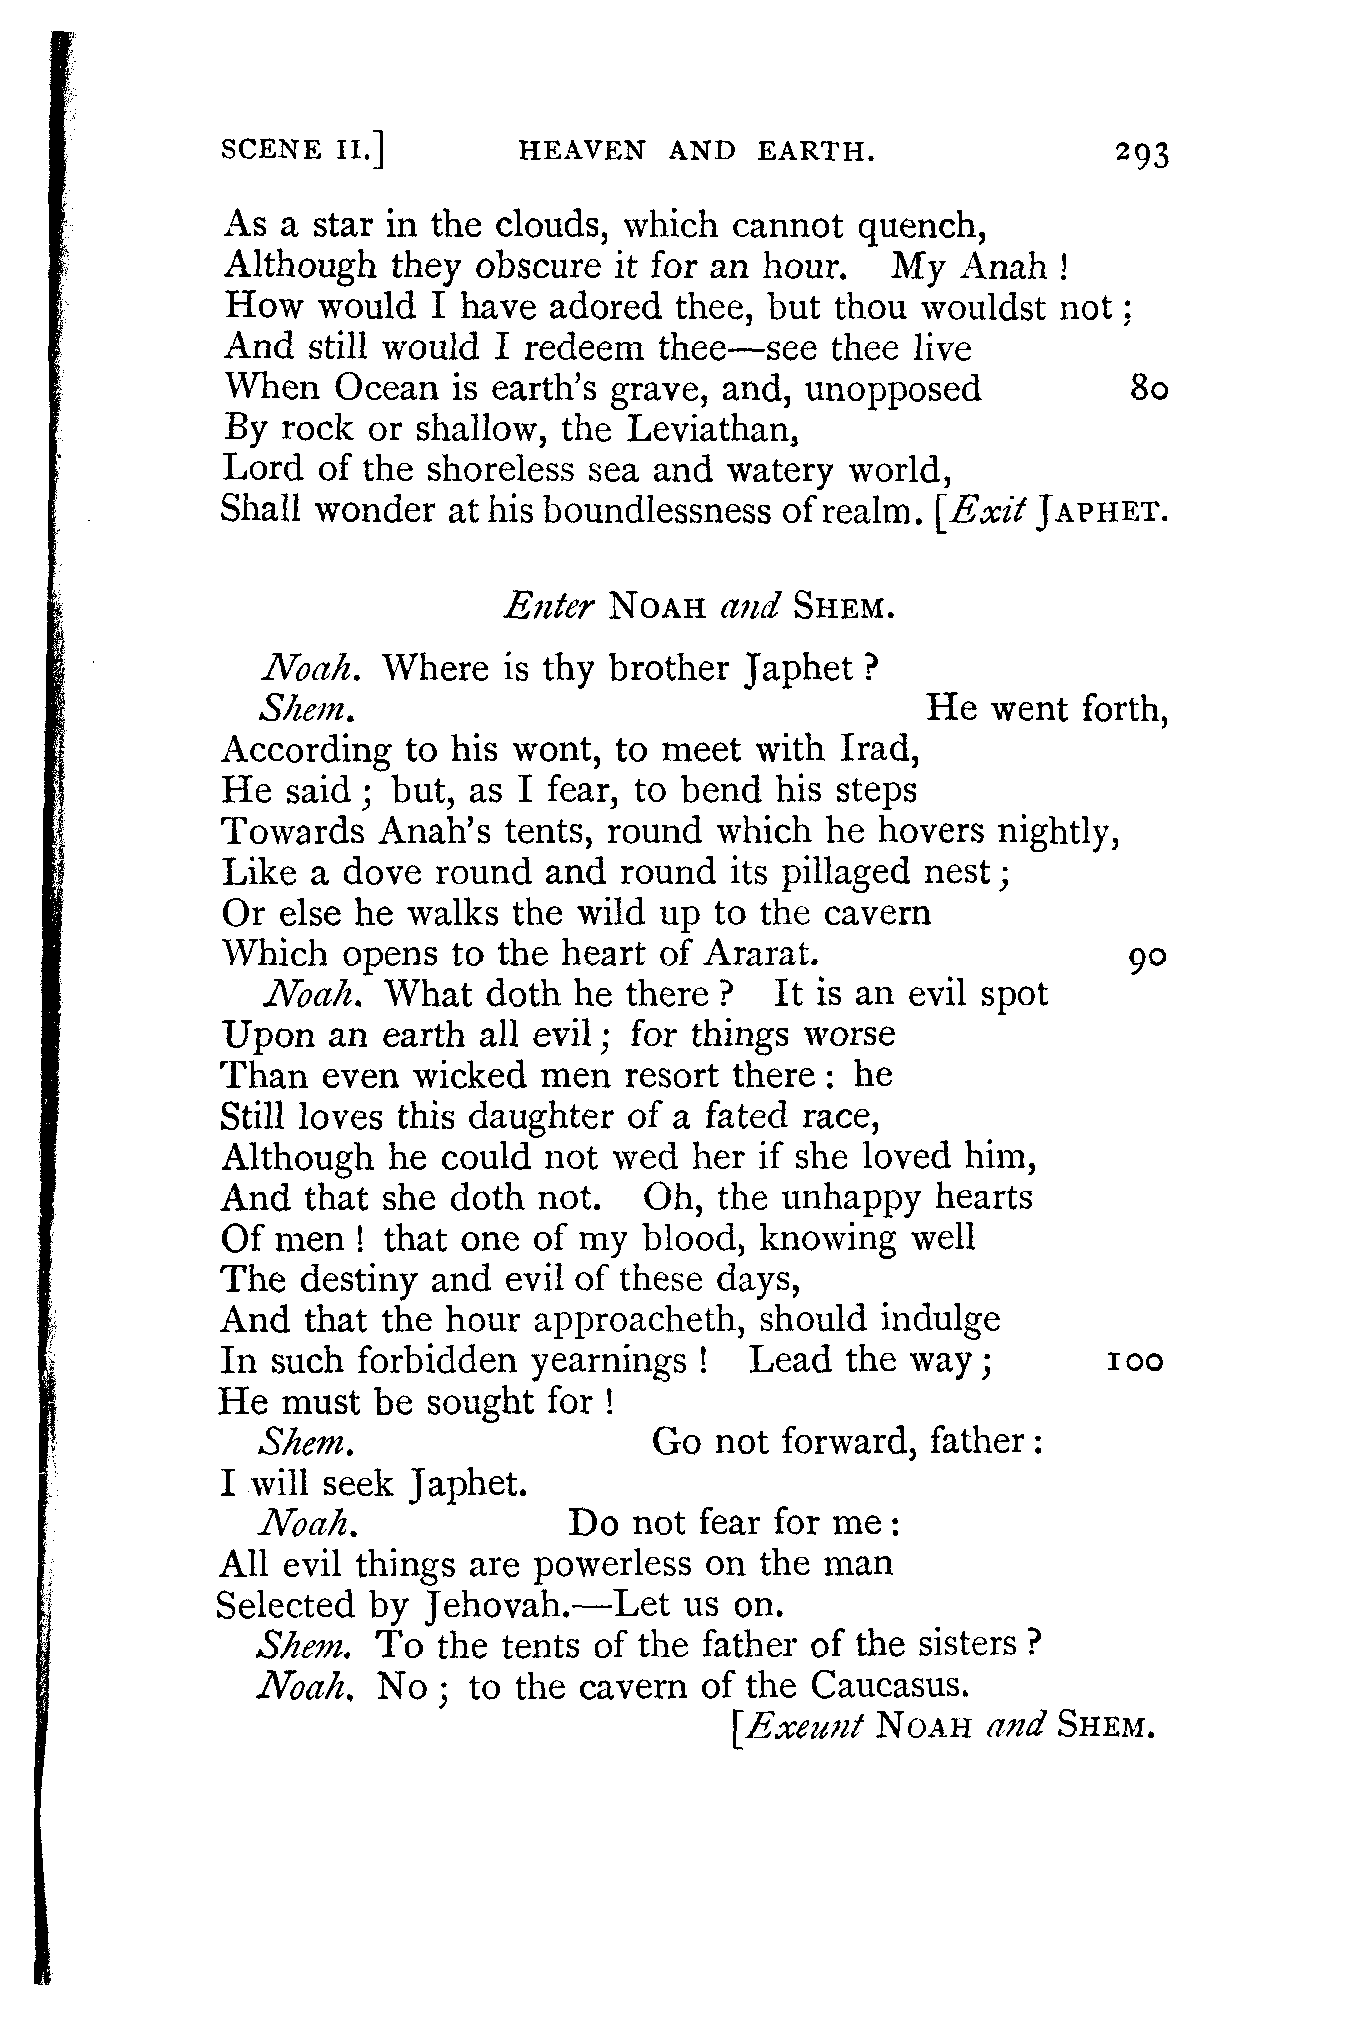 SCENE II.] HEAVEN AND EARTH. 293
As a star in the clouds, which cannot quench,
Although they obscure it for an hour. My Anah !
How would I have adored thee, but thou wouldst not ;
And still would I redeem thee—see thee live
When Ocean is earth's grave, and, unopposed 80
By rock or shallow, the Leviathan,
Lord of the shoreless sea and watery world,
Shall wonder at his boundlessness of realm. [Exit JAPHET.
Enter NOAH and SHEM.
Noah. Where is thy brother Japhet ?
Shem. He went forth,
According to his wont, to meet with Irad,
He said ; but, as I fear, to bend his steps
Towards Anah's tents, round which he hovers nightly,
Like a dove round and round its pillaged nest ;
Or else he walks the wild up to the cavern
Which opens to the heart of Ararat. 90
Noah. What doth he there ? It is an evil spot
Upon an earth all evil ; for things worse
Than even wicked men resort there : he
Still loves this daughter of a fated race,
Although he could not wed her if she loved him,
And that she doth not. Oh, the unhappy hearts
Of men ! that one of my blood, knowing well
The destiny and evil of these days,
And that the hour approacheth, should indulge
In such forbidden yearnings ! Lead the way ; 100
He must be sought for !
Shem. Go not forward, father :
I will seek Japhet.
Noah. Do not fear for me :
All evil things are powerless on the man
Selected by Jehovah.—Let us on.
Shem. To the tents of the father of the sisters ?
Noah. No ; to the cavern of the Caucasus.
[Exeunt NOAH and SHEM.